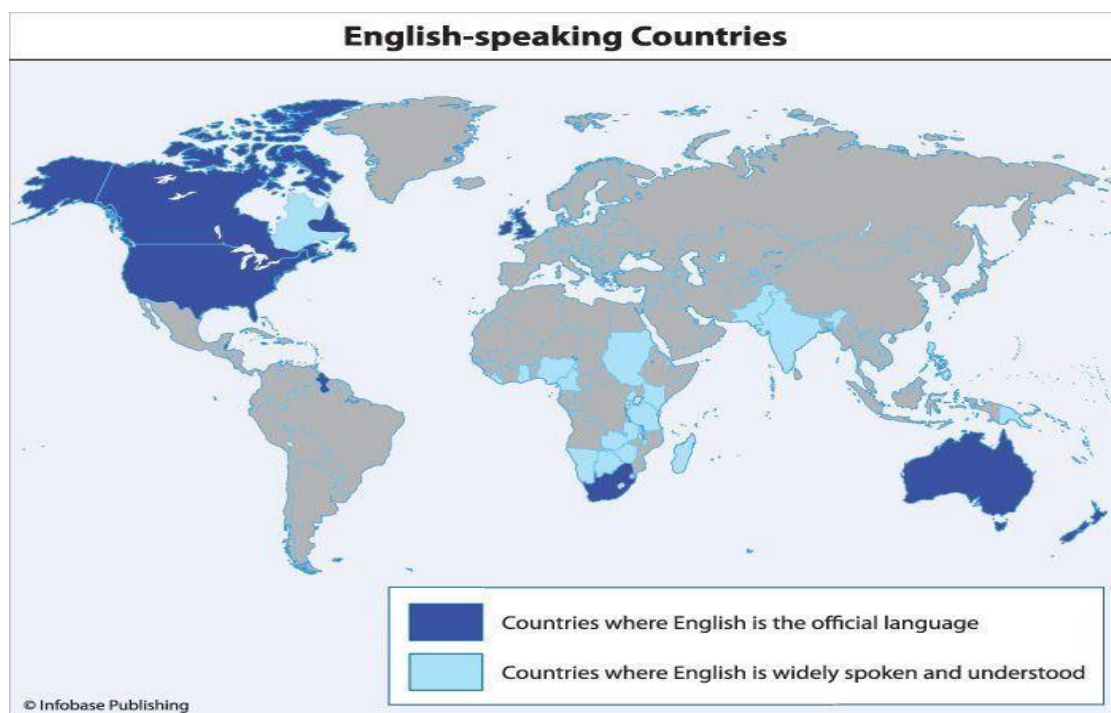 English-speaking Countries
Countries where English is the official language
Countries where English is widely spoken and understood
© Infobase Publishing